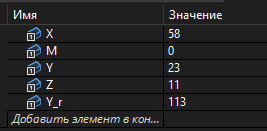 Имя Значение
X 58
M 0
Y 23
Z 11
Y_r 113
Добавить элемент в кон...